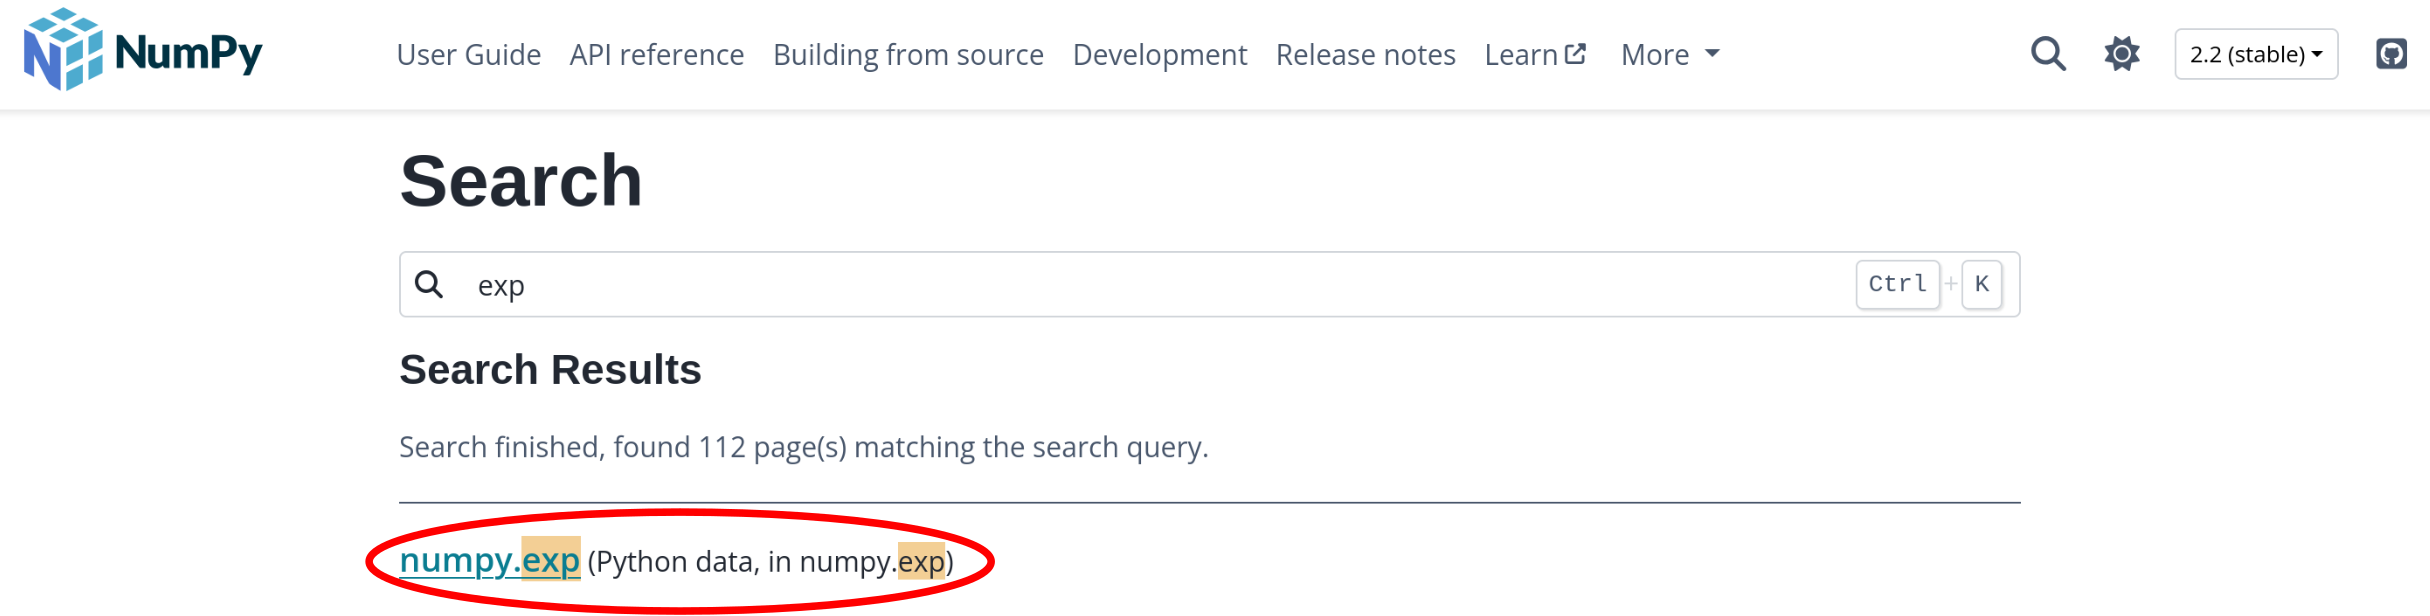 NumPy
User Guide API reference Building from source Development Release notes Learn More 2.2 (stable)
Search
exp Ctrl + K
Search Results
Search finished, found 112 page(s) matching the search query.
numpy.exp (Python data, in numpy.exp)